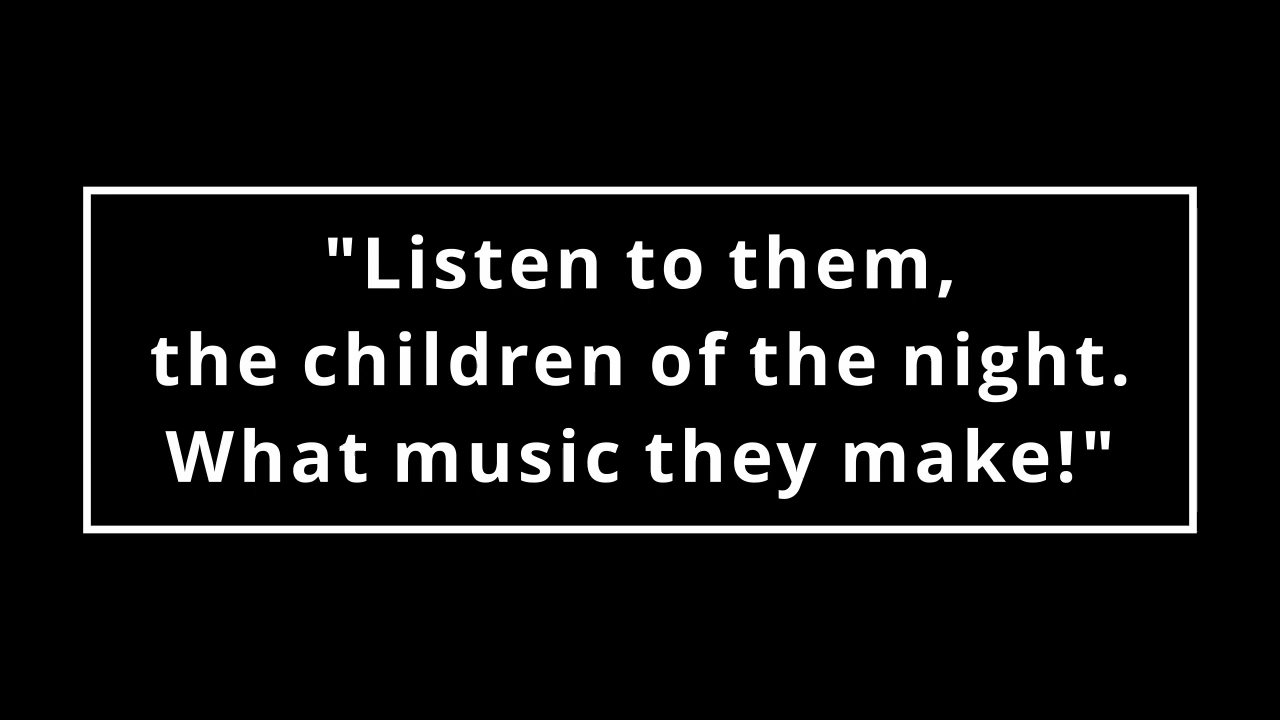 "Listen to them,
the children of the night.
What music they make!"